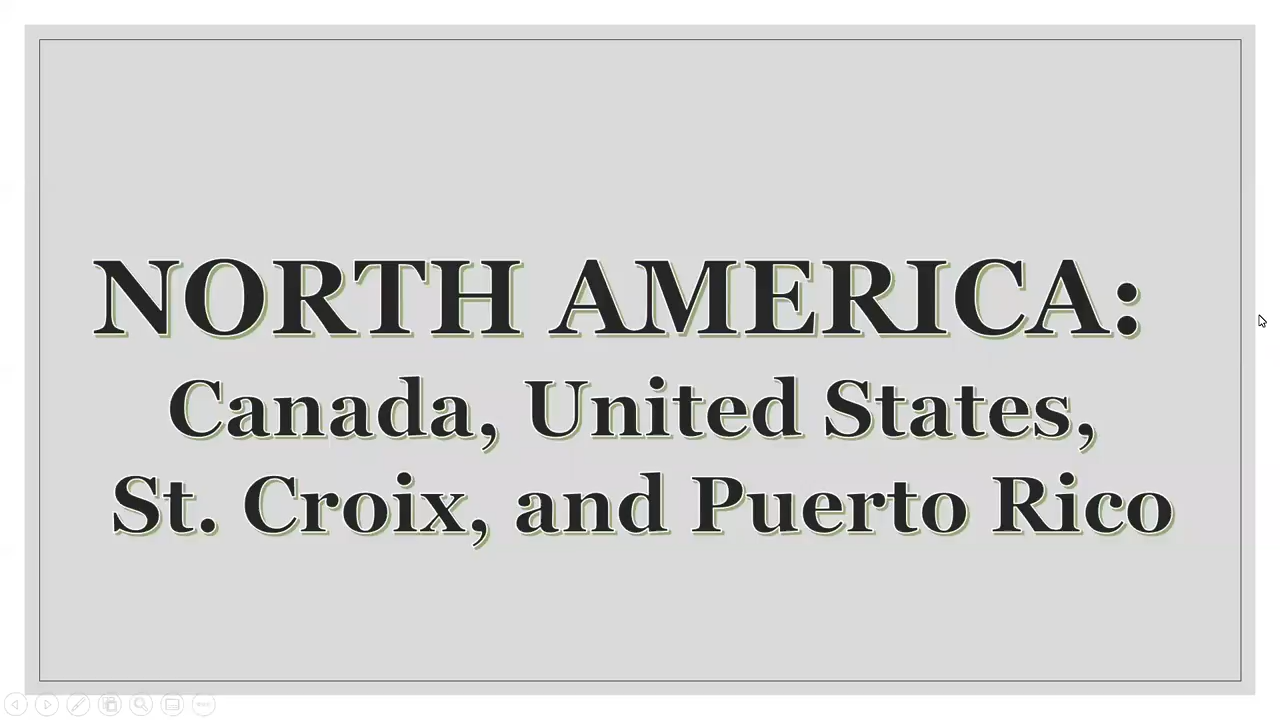 NORTH AMERICA:
Canada, United States,
St. Croix, and Puerto Rico